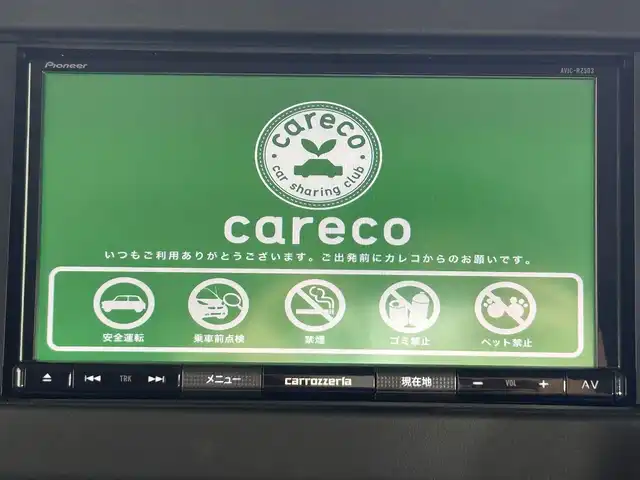 Pioneer
AVIC-RZ503
careco
car sharing club
careco
いつもご利用ありがとうございます。ご出発前にカレコからのお願いです。
安全運転
乗車前点検
禁煙
ゴミ禁止
ペット禁止
TRK
メニュー
carrozzeria
現在地
− VOL +
AV